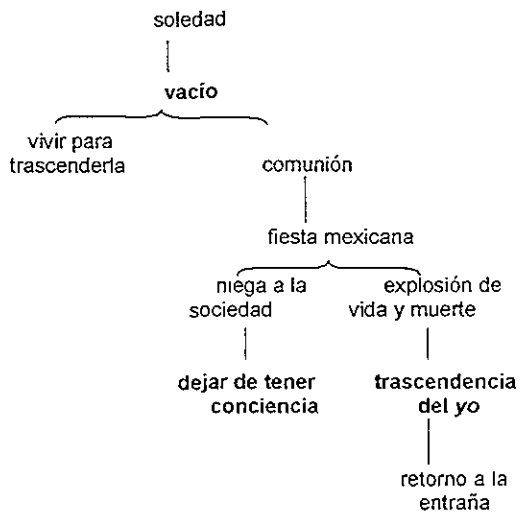 soledad
vacío
vivir para
trascenderla
comunión
fiesta mexicana
niega a la
sociedad
explosión de
vida y muerte
dejar de tener
conciencia
trascendencia
del yo
retorno a la
entraña